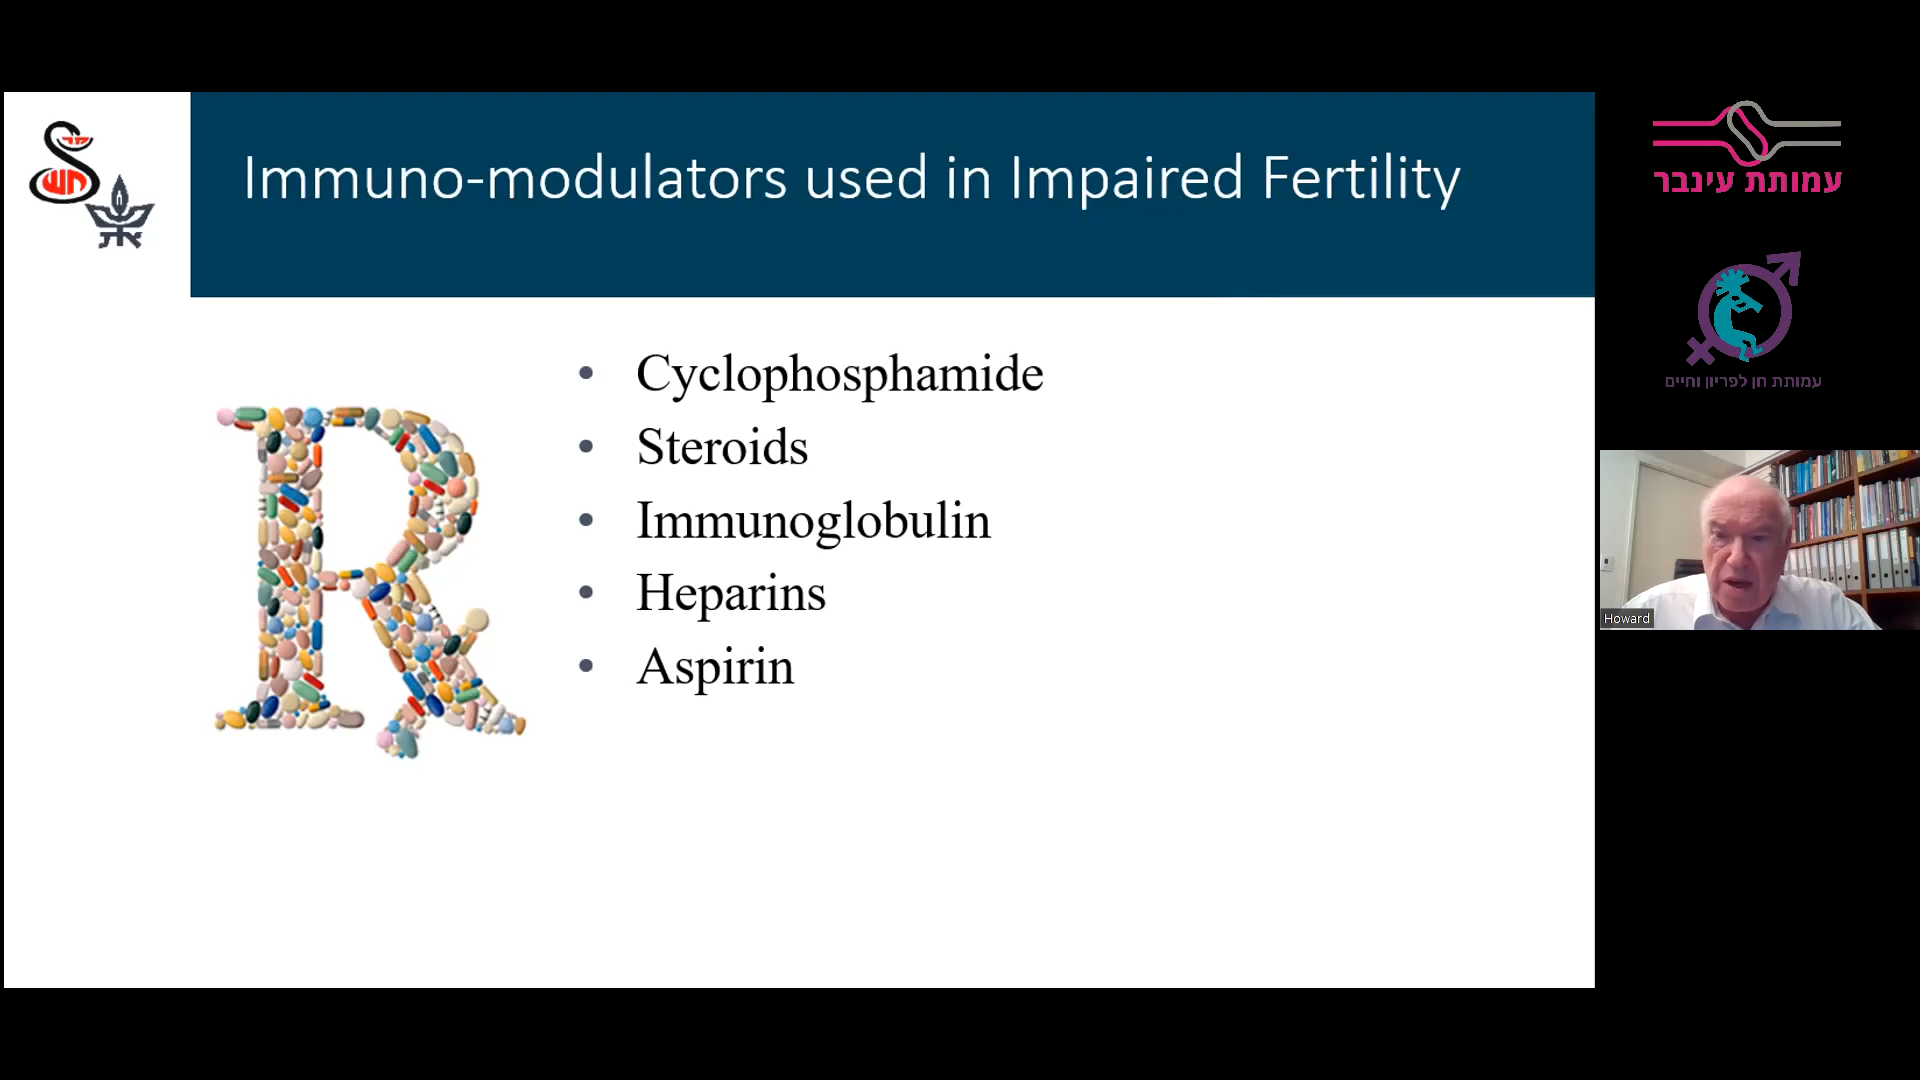 Immuno-modulators used in Impaired Fertility
• Cyclophosphamide
• Steroids
• Immunoglobulin
• Heparins
• Aspirin
עמותת עינבר
עמותת חן לפריון וחיים
Howard